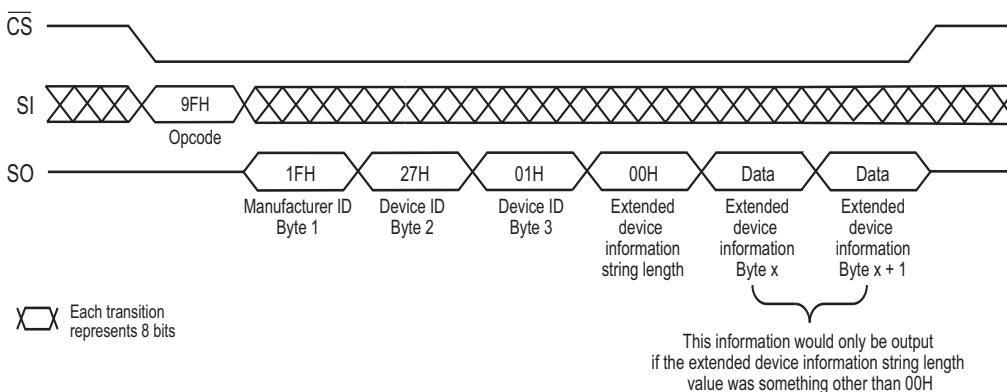 CS
SI
9FH
Opcode
SO
1FH
27H
01H
00H
Data
Data
Manufacturer ID
Byte 1
Device ID
Byte 2
Device ID
Byte 3
Extended
device
information
string length
Extended
device
information
Byte x
Extended
device
information
Byte x + 1
Each transition
represents 8 bits
This information would only be output
if the extended device information string length
value was something other than 00H